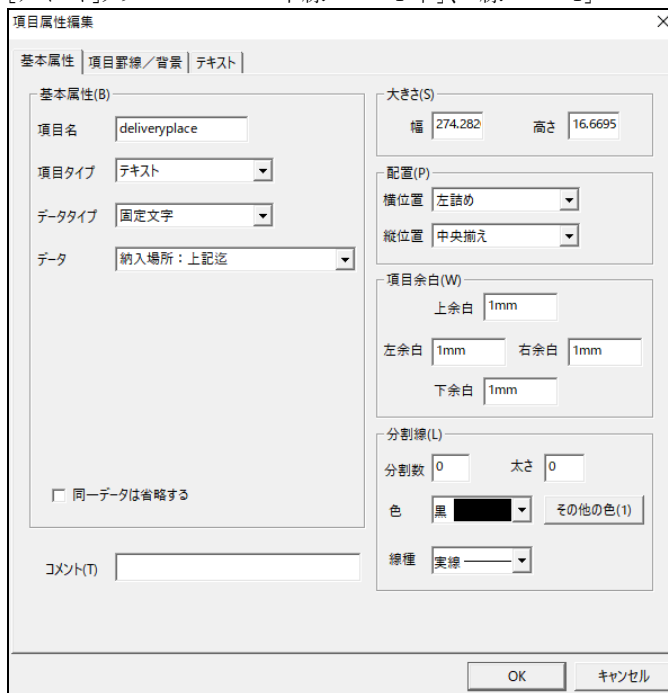 項目属性編集
基本属性 項目罫線／背景 テキスト
基本属性(B)
項目名 deliveryplace
項目タイプ テキスト
データタイプ 固定文字
データ 納入場所：上記迄
同一データは省略する
コメント(T)
大きさ(S)
幅 274.282 高さ 16.6695
配置(P)
横位置 左詰め
縦位置 中央揃え
項目余白(W)
上余白 1mm
左余白 1mm 右余白 1mm
下余白 1mm
分割線(L)
分割数 0 太さ 0
色 黒 その他の色(1)
線種 実線
OK キャンセル